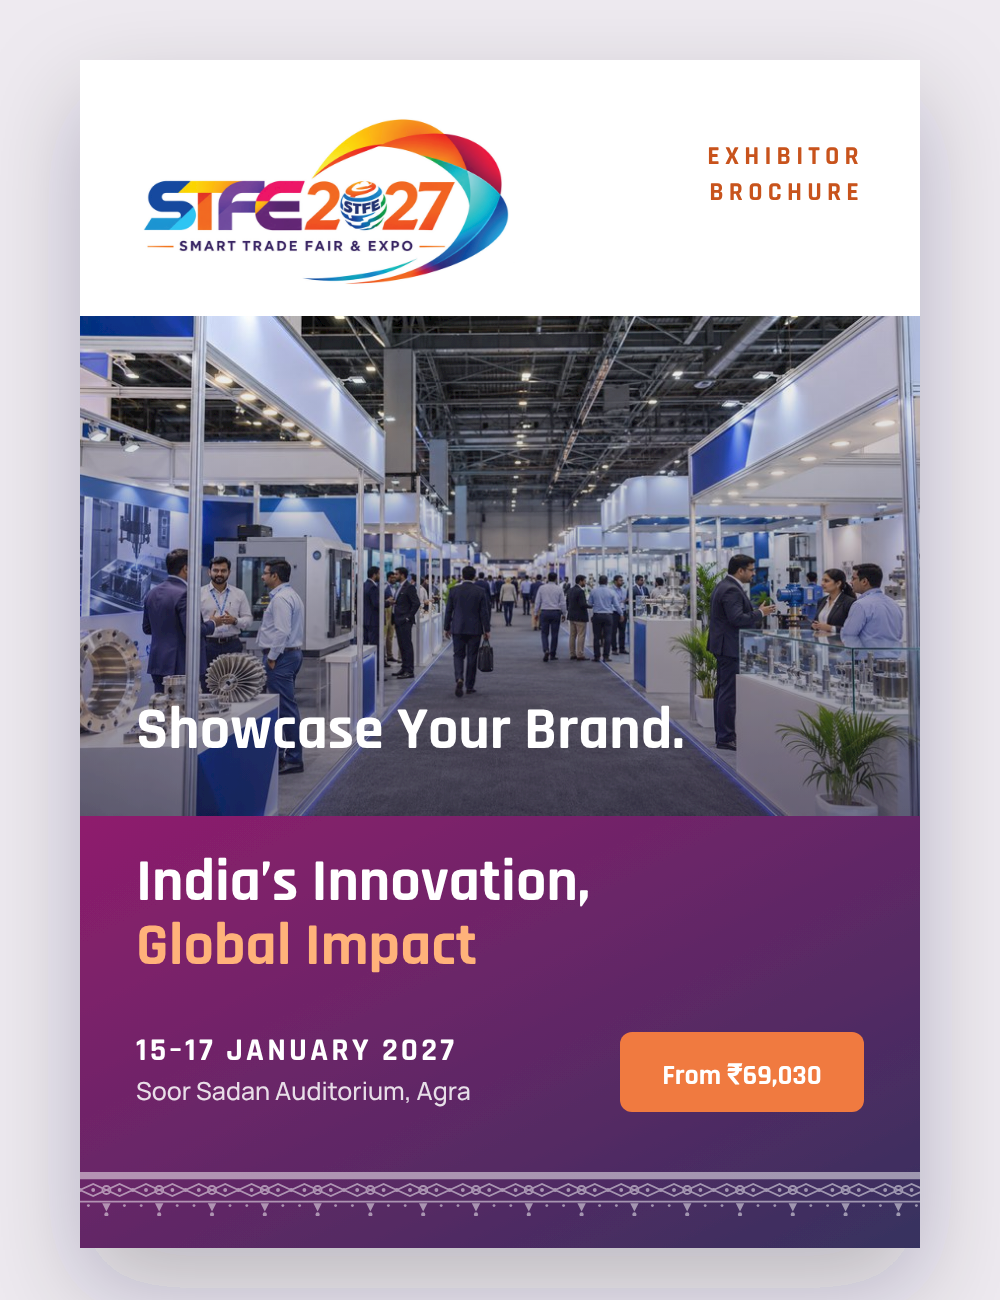 STFE2027
STFE
SMART TRADE FAIR & EXPO
EXHIBITOR
BROCHURE
Showcase Your Brand.
India’s Innovation,
Global Impact
15–17 JANUARY 2027
Soor Sadan Auditorium, Agra
From ₹69,030